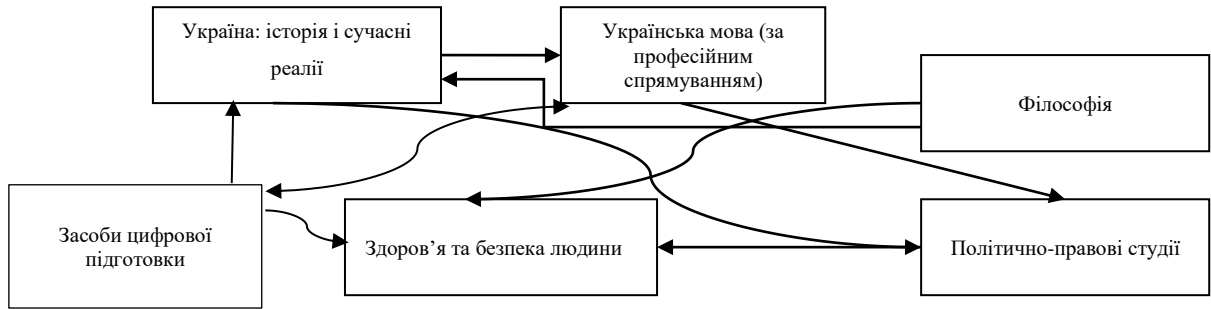 Україна: історія і сучасні
реалії
Українська мова (за
професійним
спрямуванням)
Філософія
Засоби цифрової
підготовки
Здоров’я та безпека людини
Політично-правові студії